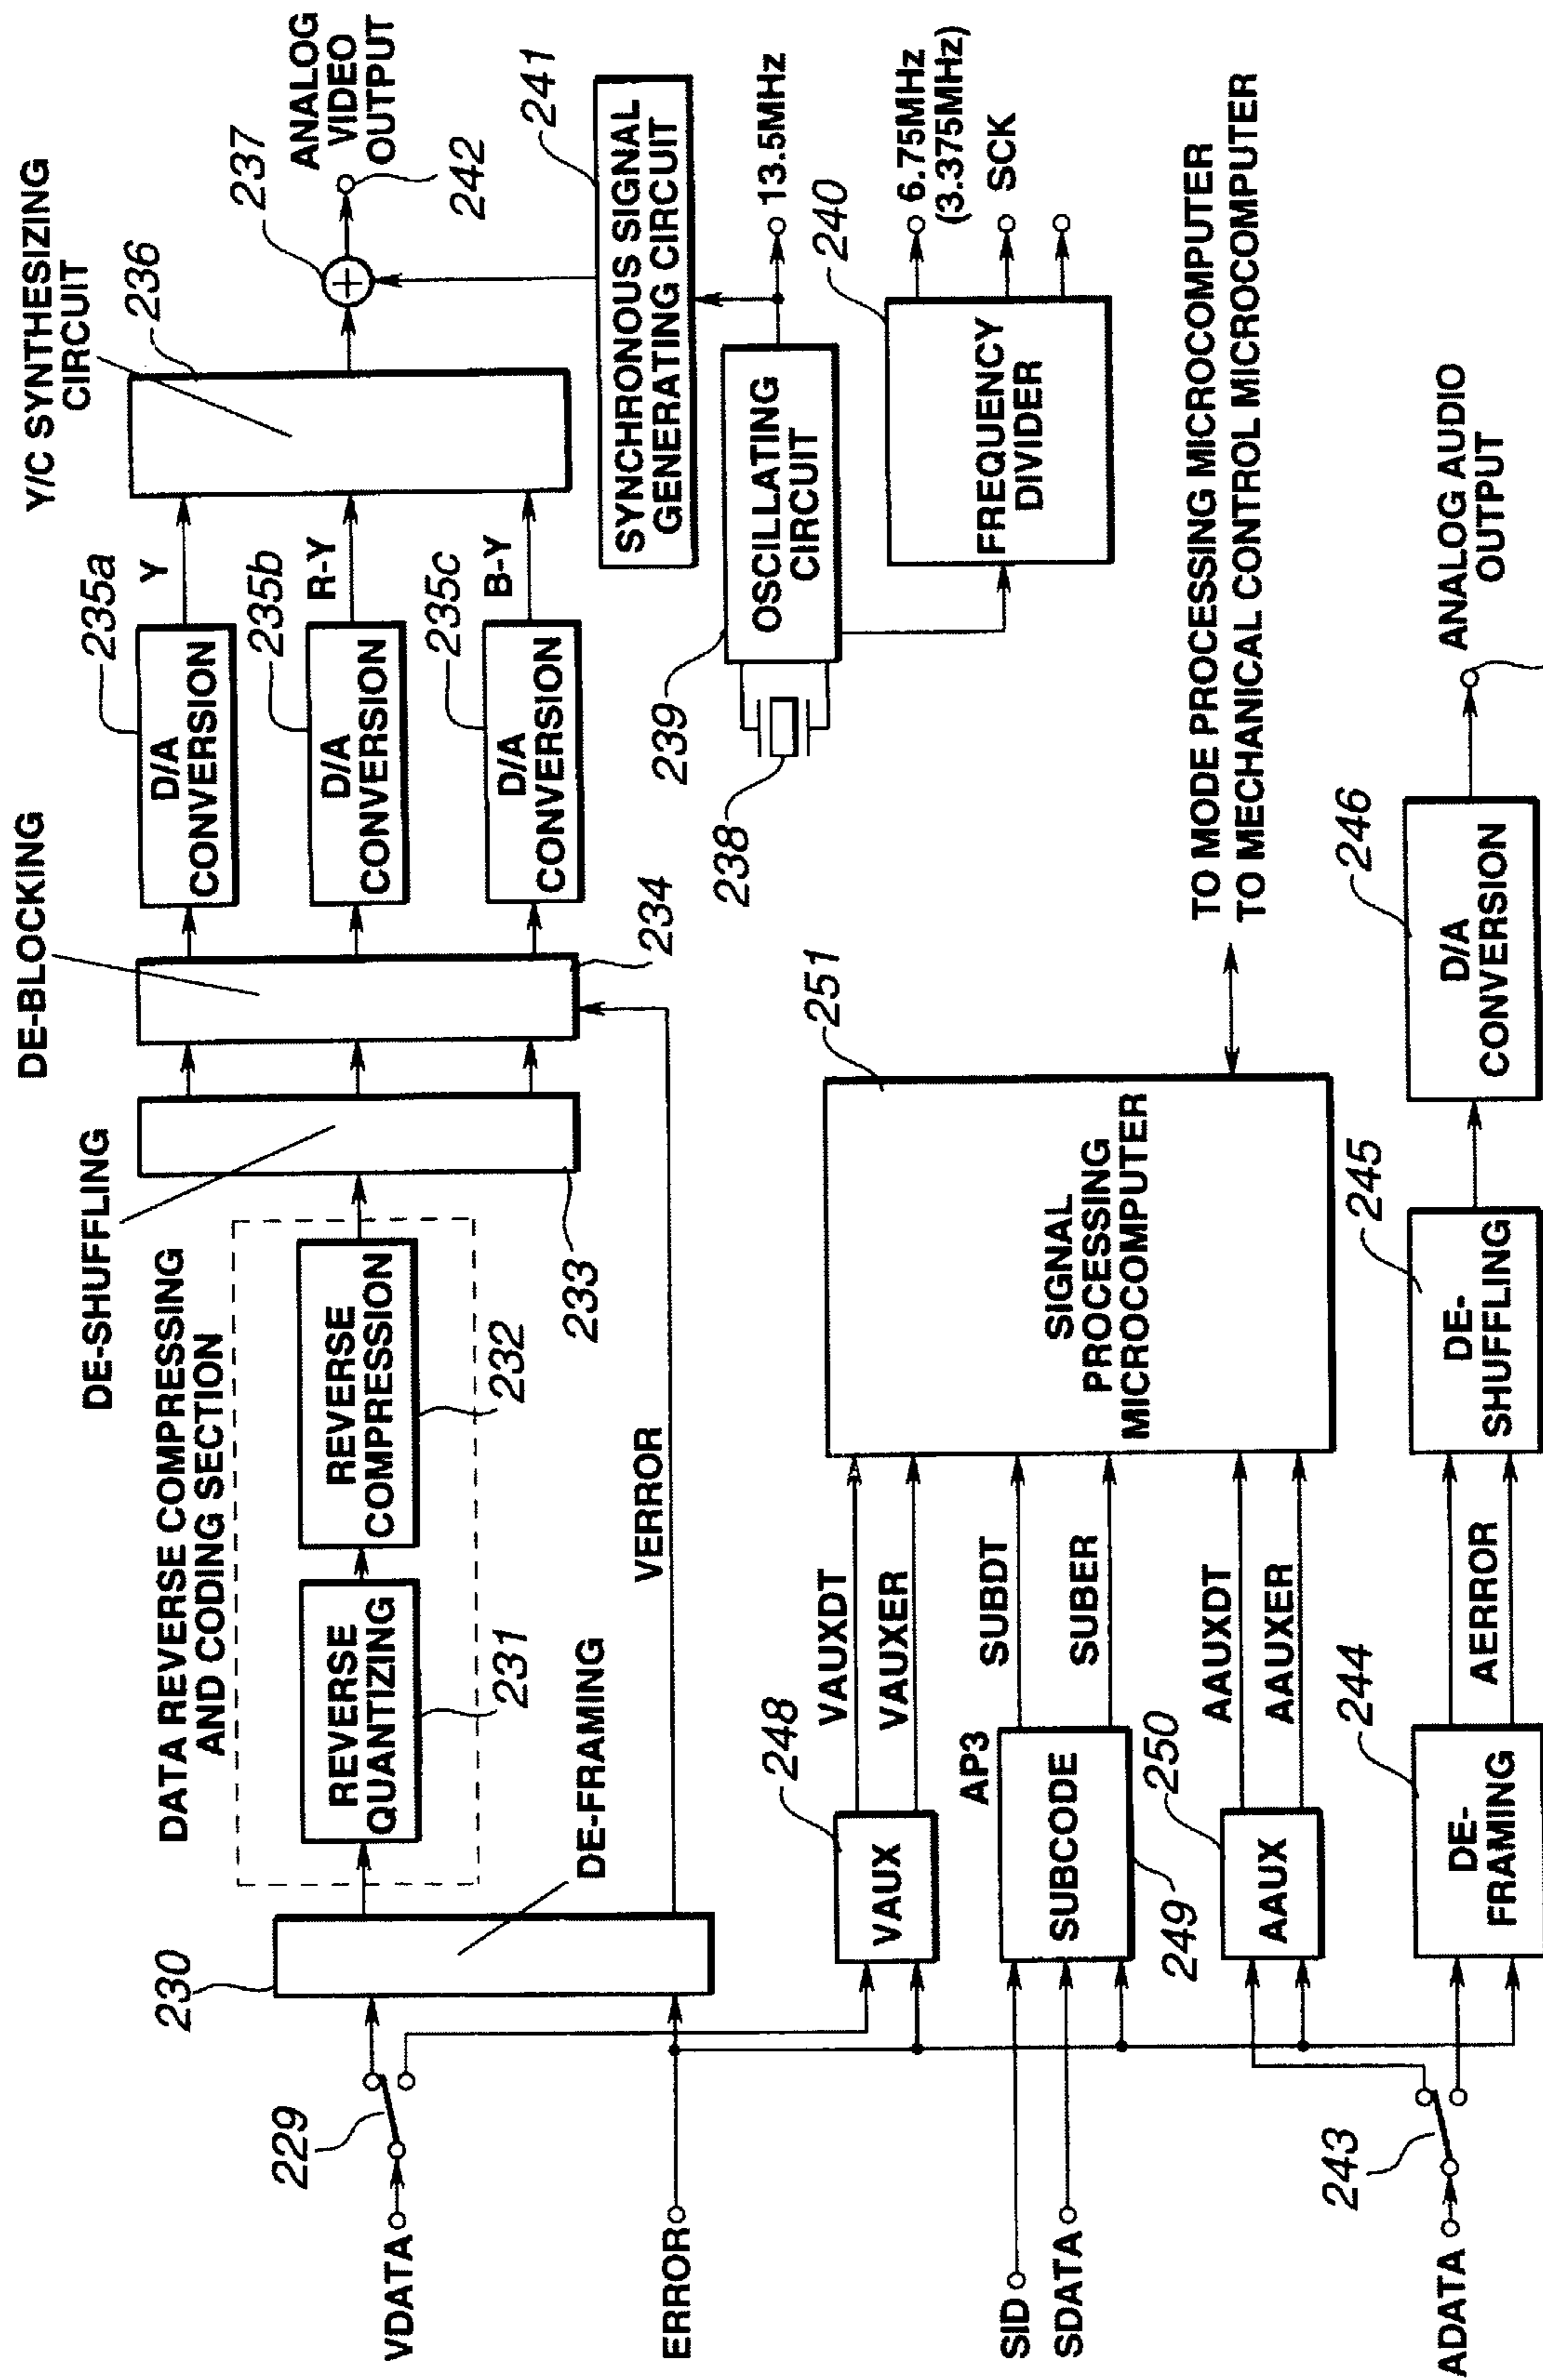 Y/C SYNTHESIZING
CIRCUIT
236
237
ANALOG
VIDEO
OUTPUT
242
241
SYNCHRONOUS SIGNAL
GENERATING CIRCUIT
DE-BLOCKING
234
235a
D/A
CONVERSION
Y
235b
D/A
CONVERSION
R-Y
235c
D/A
CONVERSION
B-Y
DE-SHUFFLING
233
DATA REVERSE COMPRESSING
AND CODING SECTION
REVERSE
QUANTIZING
231
REVERSE
COMPRESSION
232
DE-FRAMING
230
229
VDATA
VERROR
ERROR
238
239
OSCILLATING
CIRCUIT
13.5MHz
240
FREQUENCY
DIVIDER
6.75MHz
(3.375MHz)
SCK
TO MODE PROCESSING MICROCOMPUTER
TO MECHANICAL CONTROL MICROCOMPUTER
251
SIGNAL
PROCESSING
MICROCOMPUTER
248
VAUX
VAUXDT
VAUXER
AP3
SUBCODE
249
SUBDT
SUBER
SID
SDATA
250
AAUX
AAUXDT
AAUXER
243
ADATA
244
DE-
FRAMING
AERROR
245
DE-
SHUFFLING
246
D/A
CONVERSION
ANALOG AUDIO
OUTPUT